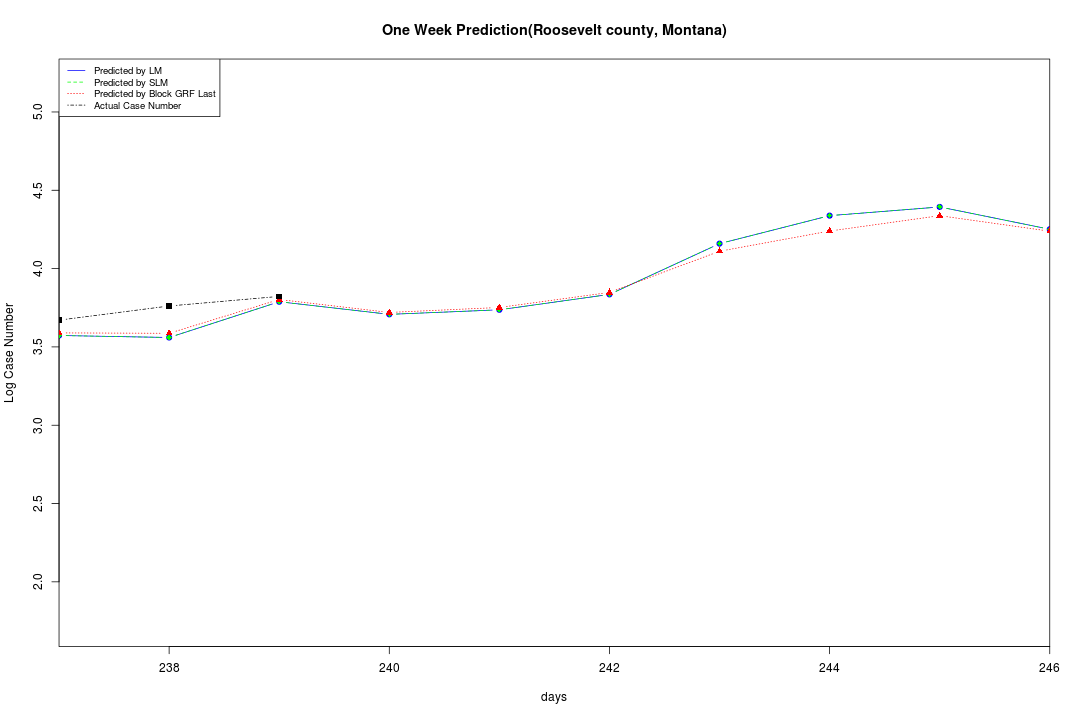 One Week Prediction(Roosevelt county, Montana)
Predicted by LM
Predicted by SLM
Predicted by Block GRF Last
Actual Case Number
5.0
4.5
4.0
3.5
3.0
2.5
2.0
Log Case Number
238 240 242 244 246
days